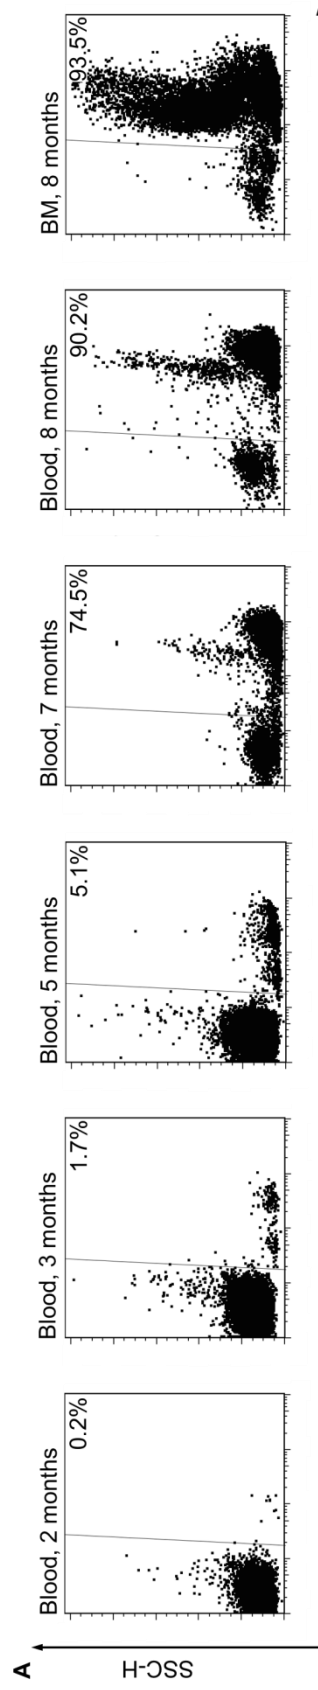 A
SSC-H
Blood, 2 months
0.2%
Blood, 3 months
1.7%
Blood, 5 months
5.1%
Blood, 7 months
74.5%
Blood, 8 months
90.2%
BM, 8 months
93.5%